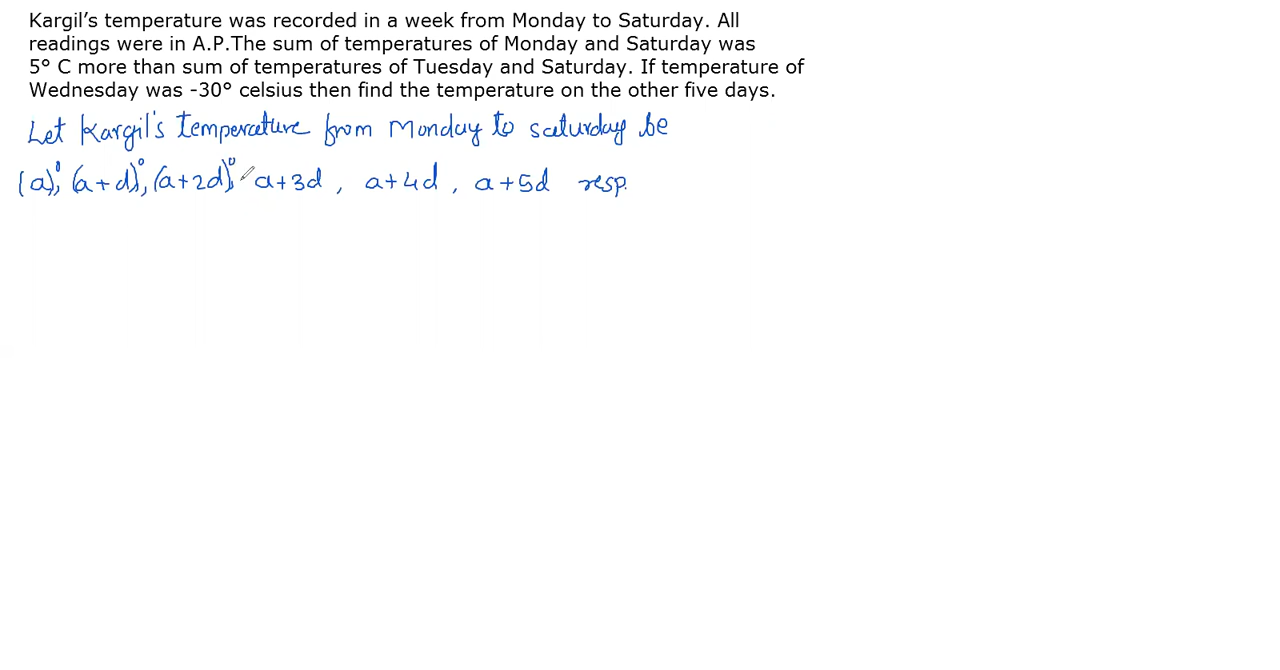 Kargil’s temperature was recorded in a week from Monday to Saturday. All
readings were in A.P.The sum of temperatures of Monday and Saturday was
5° C more than sum of temperatures of Tuesday and Saturday. If temperature of
Wednesday was -30° celsius then find the temperature on the other five days.
Let Kargil's temperature from Monday to saturday be
(a)°, (a+d)°, (a+2d)°, a+3d , a+4d , a+5d resp.